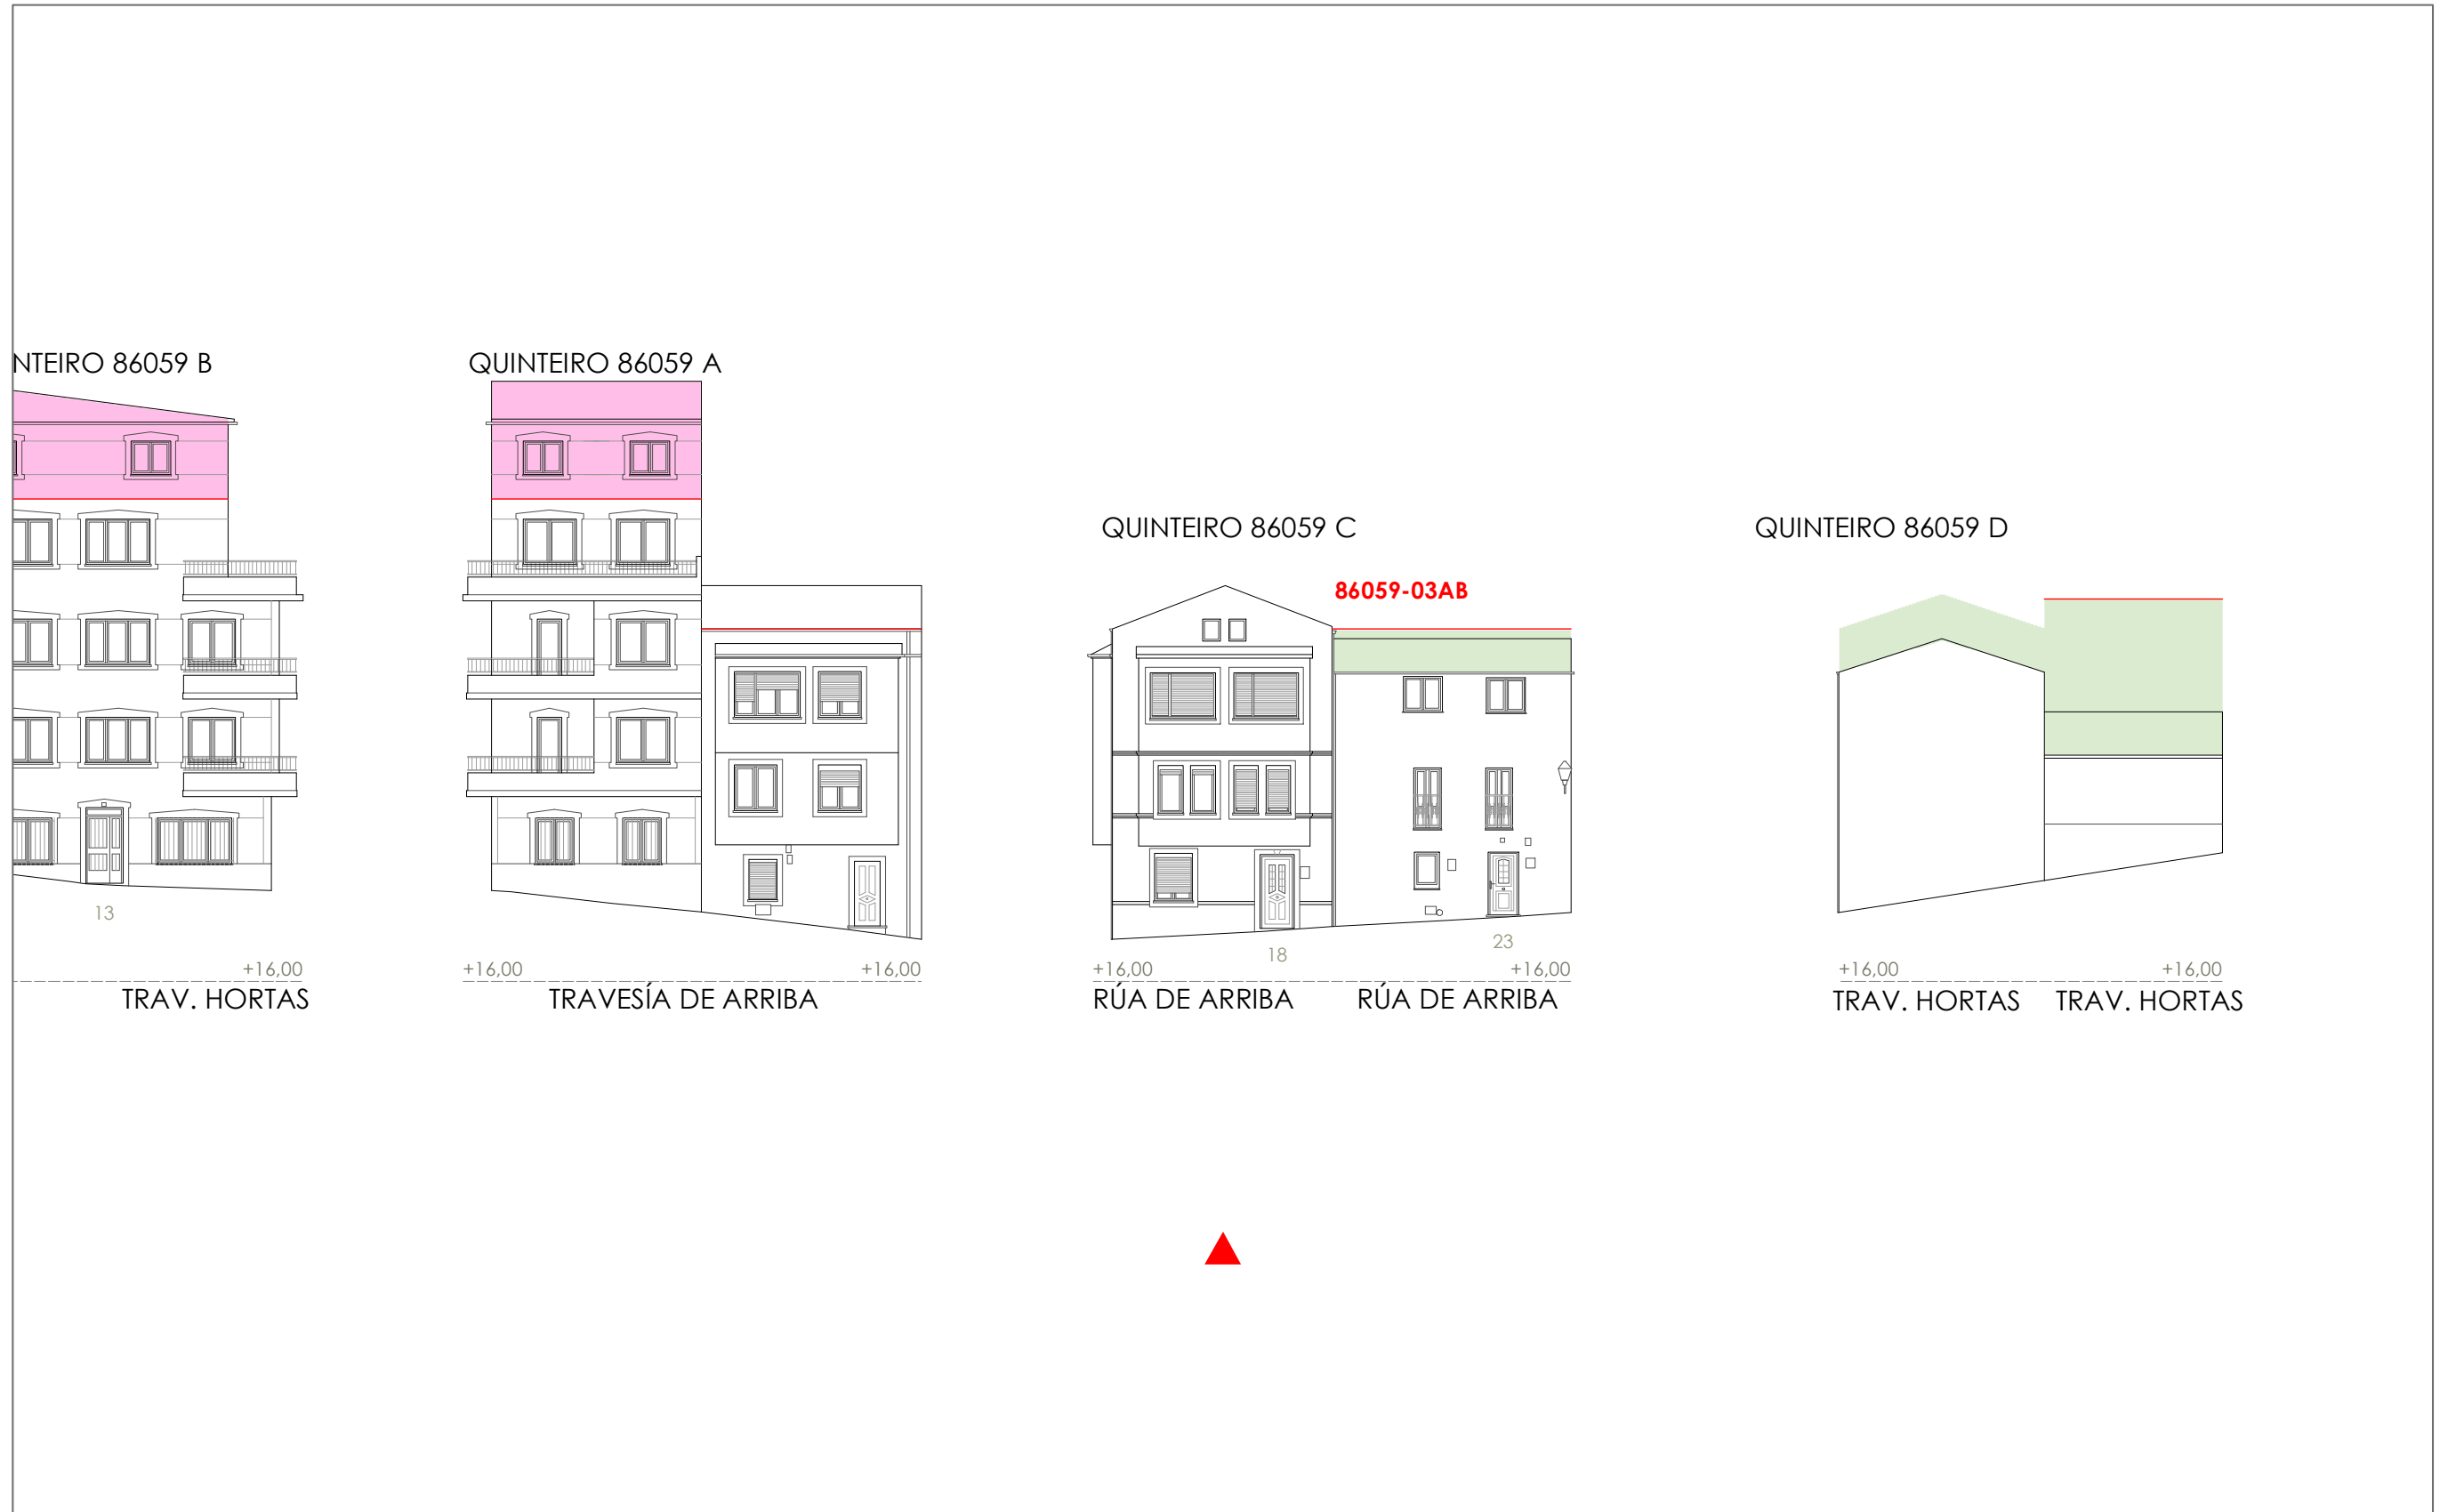 NTEIRO 86059 B
QUINTEIRO 86059 A
QUINTEIRO 86059 C
QUINTEIRO 86059 D
86059-03AB
13
18
23
+16,00
+16,00
+16,00
+16,00
+16,00
+16,00
+16,00
TRAV. HORTAS
TRAVESÍA DE ARRIBA
RÚA DE ARRIBA
RÚA DE ARRIBA
TRAV. HORTAS
TRAV. HORTAS